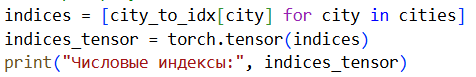 indices = [city_to_idx[city] for city in cities]
indices_tensor = torch.tensor(indices)
print("Числовые индексы:", indices_tensor)